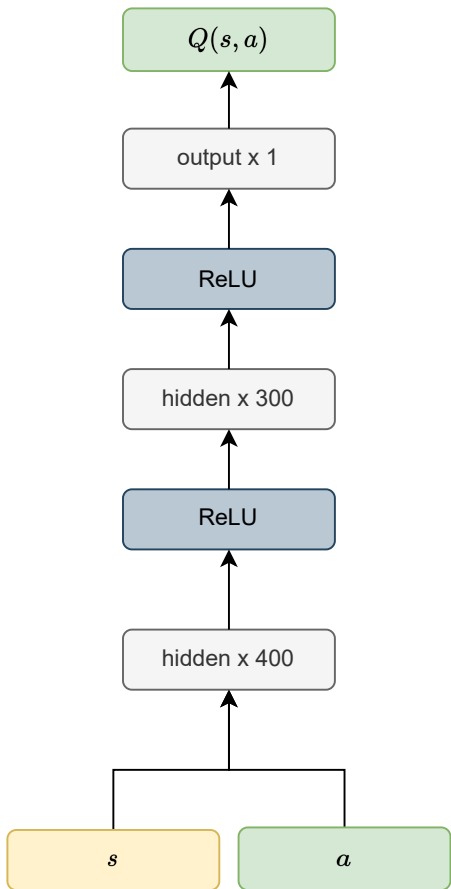 Q(s, a)
output x 1
ReLU
hidden x 300
ReLU
hidden x 400
s
a